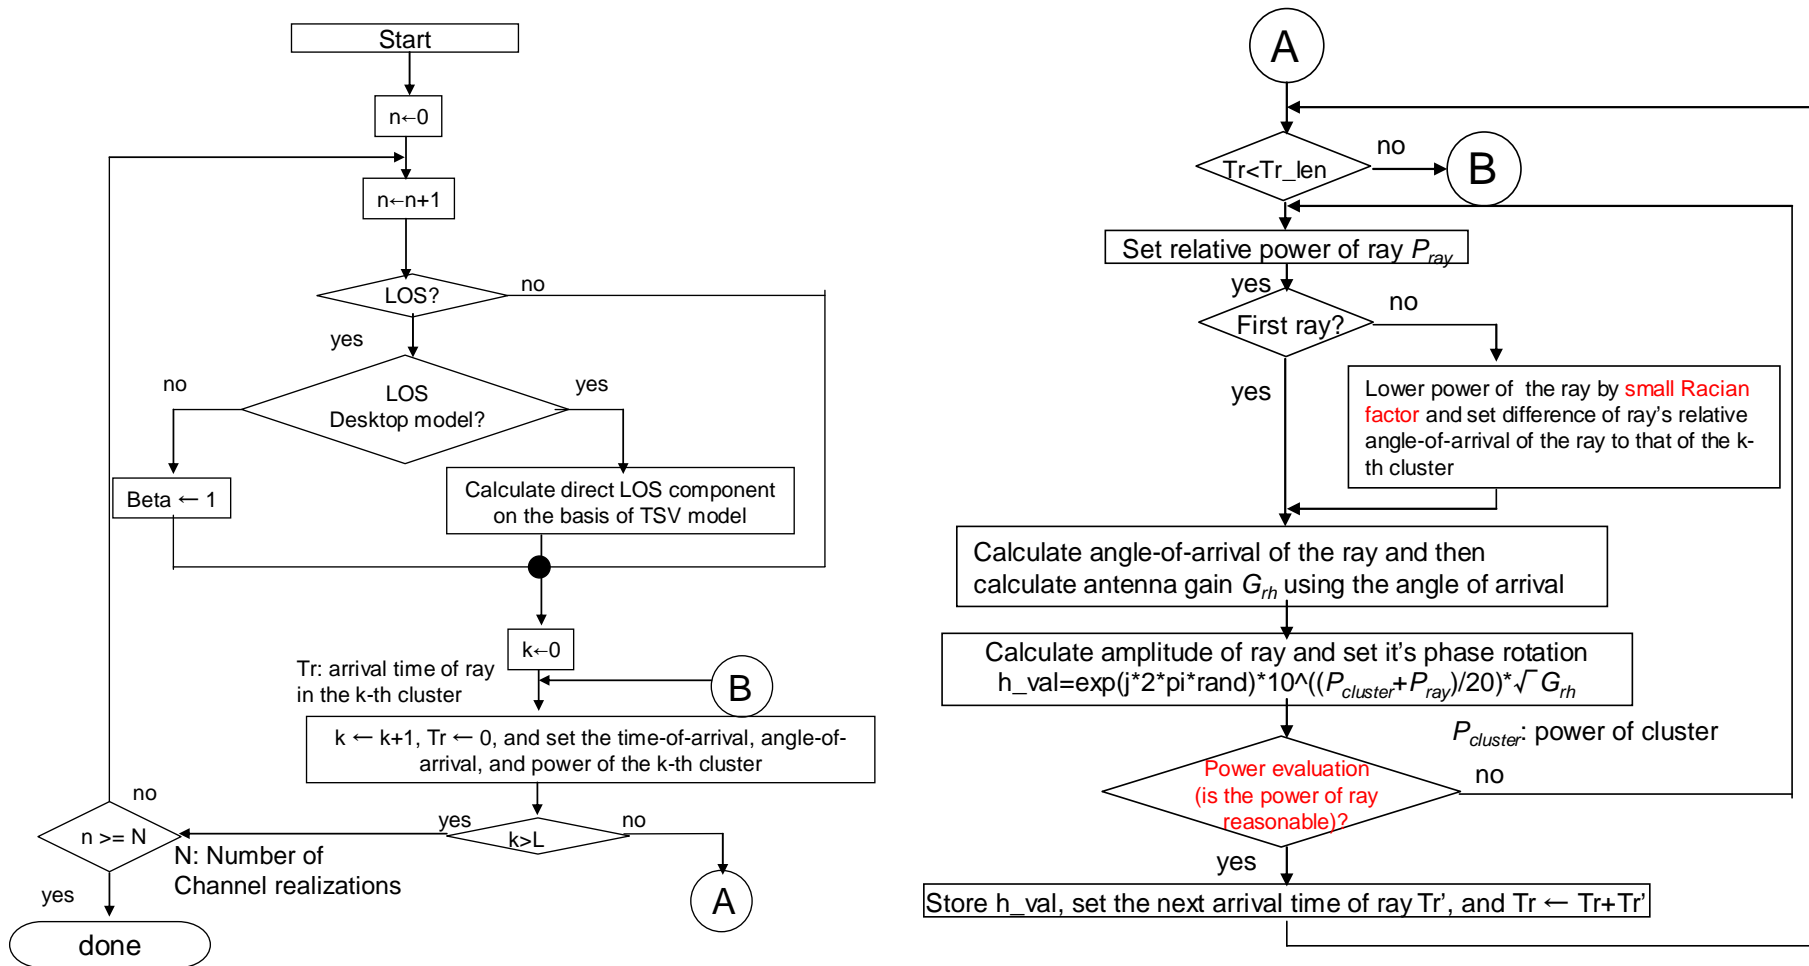 Start
n←0
n←n+1
LOS?
no
yes
LOS
Desktop model?
no
yes
Beta ← 1
Calculate direct LOS component
on the basis of TSV model
k←0
Tr: arrival time of ray
in the k-th cluster
B
k ← k+1, Tr ← 0, and set the time-of-arrival, angle-of-
arrival, and power of the k-th cluster
k>L
yes
no
A
n >= N
no
yes
N: Number of
Channel realizations
done
A
Tr<Tr_len
no
B
Set relative power of ray P_ray
yes
First ray?
no
yes
Lower power of the ray by small Racian
factor and set difference of ray's relative
angle-of-arrival of the ray to that of the k-
th cluster
Calculate angle-of-arrival of the ray and then
calculate antenna gain G_rh using the angle of arrival
Calculate amplitude of ray and set it's phase rotation
h_val=exp(j*2*pi*rand)*10^((P_cluster+P_ray)/20)*√ G_rh
P_cluster: power of cluster
Power evaluation
(is the power of ray
reasonable)?
no
yes
Store h_val, set the next arrival time of ray Tr', and Tr ← Tr+Tr'